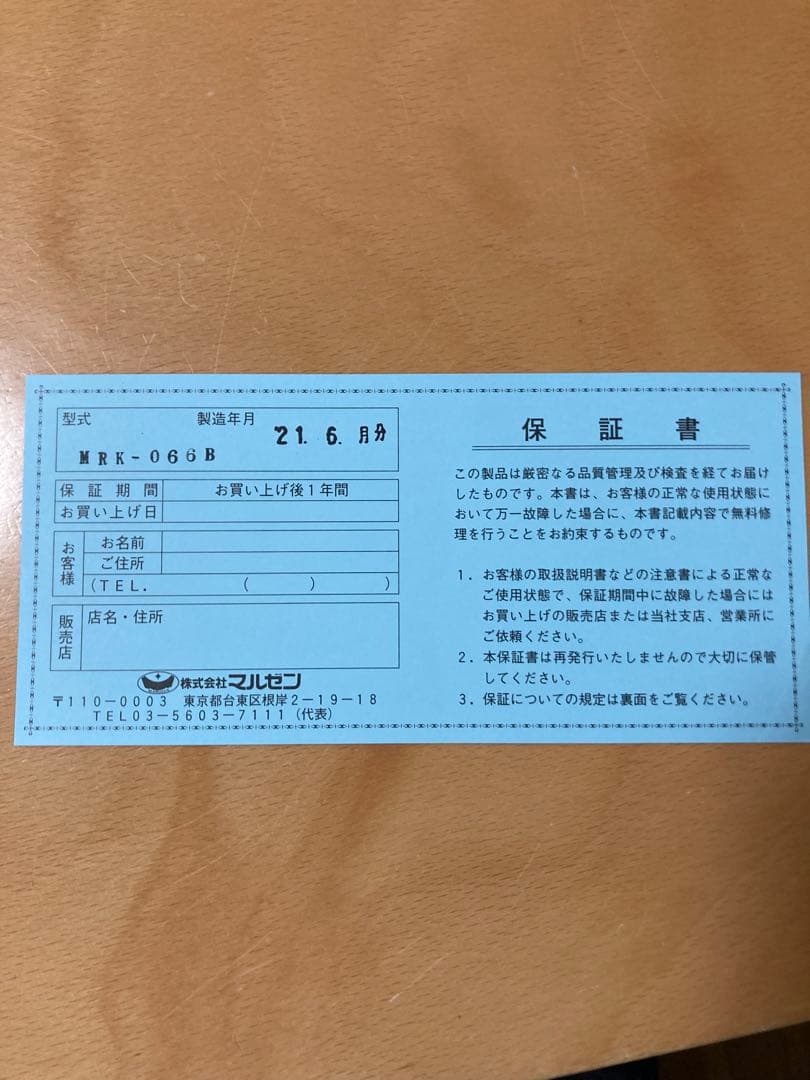 型式 製造年月 '21. 6. 月分
MRK-066B
保証期間 お買い上げ後1年間
お買い上げ日
お客様 お名前
ご住所
(TEL. ( ) )
販売店 店名・住所
株式会社マルゼン
〒110-0003 東京都台東区根岸2-19-18
TEL03-5603-7111(代表)
保証書
この製品は厳密なる品質管理及び検査を経てお届け
したものです。本書は、お客様の正常な使用状態に
おいて万一故障した場合に、本書記載内容で無料修
理を行うことをお約束するものです。
1.お客様の取扱説明書などの注意書による正常な
ご使用状態で、保証期間中に故障した場合には
お買い上げの販売店または当社支店、営業所に
ご依頼ください。
2.本保証書は再発行いたしませんので大切に保管
してください。
3.保証についての規定は裏面をご覧ください。